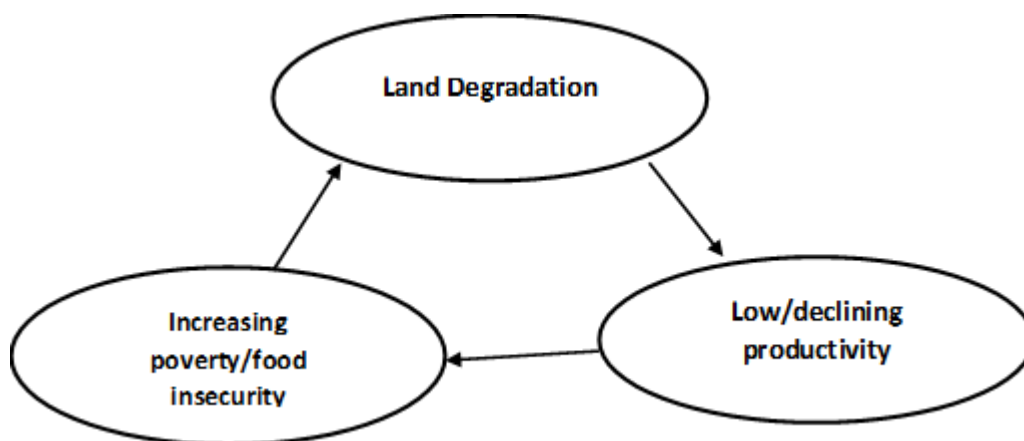 Land Degradation
Low/declining
productivity
Increasing
poverty/food
insecurity